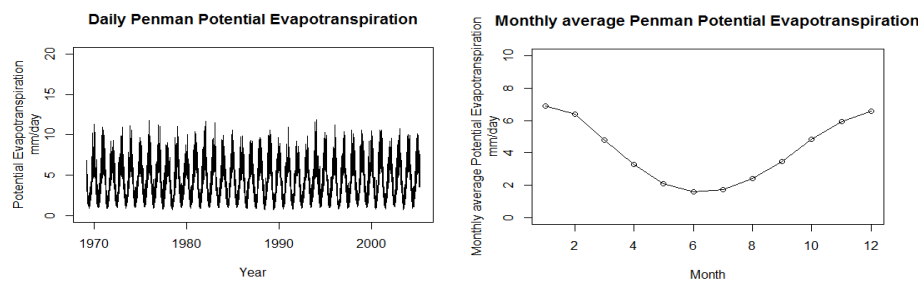 Daily Penman Potential Evapotranspiration
Potential Evapotranspiration
mm/day
20
15
10
5
0
1970 1980 1990 2000
Year
Monthly average Penman Potential Evapotranspiration
Monthly average Potential Evapotranspiration
mm/day
10
8
6
4
2
0
2 4 6 8 10 12
Month